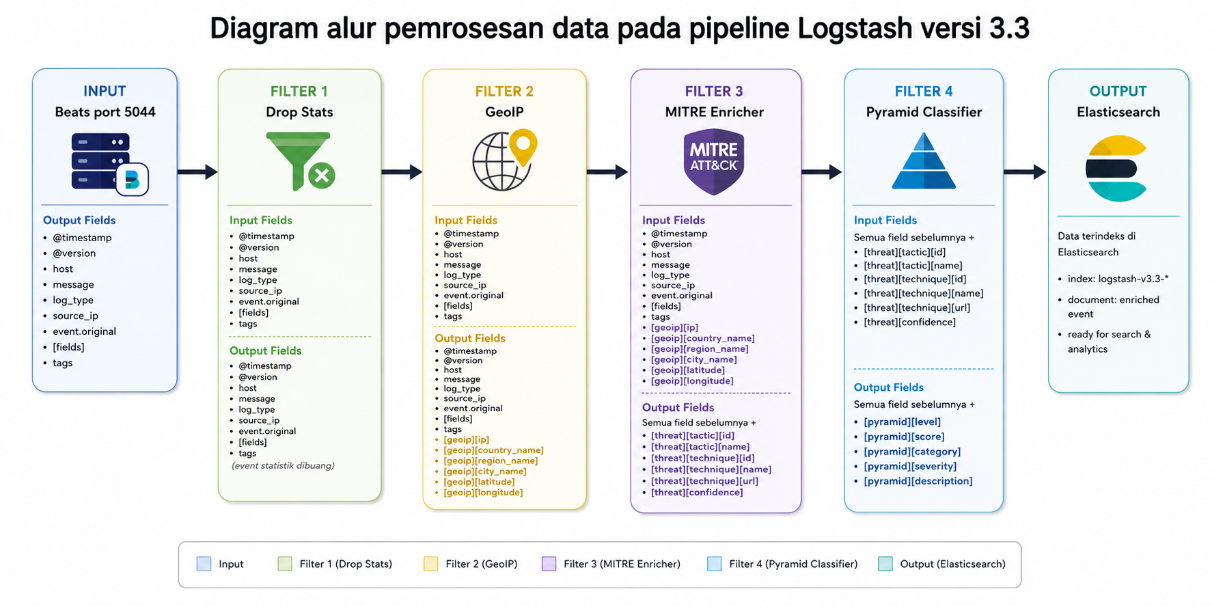 Diagram alur pemrosesan data pada pipeline Logstash versi 3.3
INPUT
Beats port 5044
Output Fields
• @timestamp
• @version
• host
• message
• log_type
• source_ip
• event.original
• [fields]
• tags
FILTER 1
Drop Stats
Input Fields
• @timestamp
• @version
• host
• message
• log_type
• source_ip
• event.original
• [fields]
• tags
Output Fields
• @timestamp
• @version
• host
• message
• log_type
• source_ip
• event.original
• [fields]
• tags
(event statistik dibuang)
FILTER 2
GeoIP
Input Fields
• @timestamp
• @version
• host
• message
• log_type
• source_ip
• event.original
• [fields]
• tags
Output Fields
• @timestamp
• @version
• host
• message
• log_type
• source_ip
• event.original
• [fields]
• tags
• [geoip][ip]
• [geoip][country_name]
• [geoip][region_name]
• [geoip][city_name]
• [geoip][latitude]
• [geoip][longitude]
FILTER 3
MITRE Enricher
MITRE
ATT&CK
Input Fields
• @timestamp
• @version
• host
• message
• log_type
• source_ip
• event.original
• [fields]
• tags
• [geoip][ip]
• [geoip][country_name]
• [geoip][region_name]
• [geoip][city_name]
• [geoip][latitude]
• [geoip][longitude]
Output Fields
Semua field sebelumnya +
• [threat][tactic][id]
• [threat][tactic][name]
• [threat][technique][id]
• [threat][technique][name]
• [threat][technique][url]
• [threat][confidence]
FILTER 4
Pyramid Classifier
Input Fields
Semua field sebelumnya +
• [threat][tactic][id]
• [threat][tactic][name]
• [threat][technique][id]
• [threat][technique][name]
• [threat][technique][url]
• [threat][confidence]
Output Fields
Semua field sebelumnya +
• [pyramid][level]
• [pyramid][score]
• [pyramid][category]
• [pyramid][severity]
• [pyramid][description]
OUTPUT
Elasticsearch
Data terindeks di
Elasticsearch
• index: logstash-v3.3-*
• document: enriched
event
• ready for search &
analytics
Input
Filter 1 (Drop Stats)
Filter 2 (GeoIP)
Filter 3 (MITRE Enricher)
Filter 4 (Pyramid Classifier)
Output (Elasticsearch)